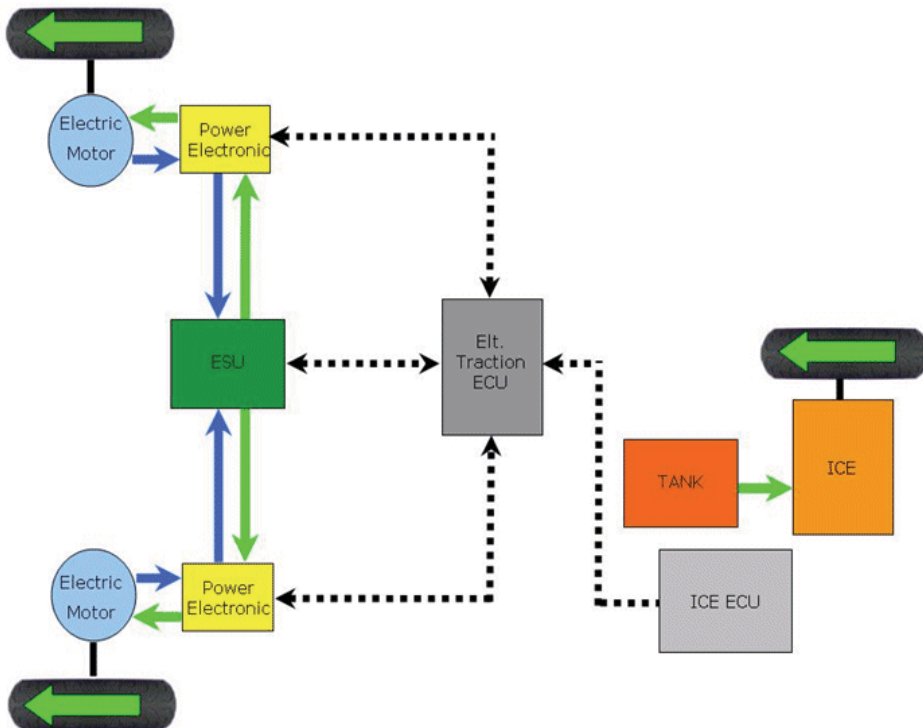 Electric
Motor
Power
Electronic
ESU
Elt.
Traction
ECU
TANK
ICE
ICE ECU
Electric
Motor
Power
Electronic